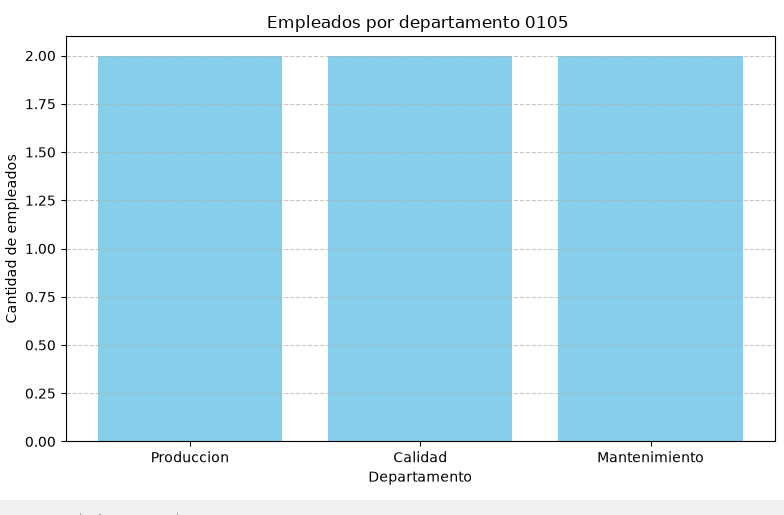 Empleados por departamento 0105
Cantidad de empleados
2.00
1.75
1.50
1.25
1.00
0.75
0.50
0.25
0.00
Produccion Calidad Mantenimiento
Departamento